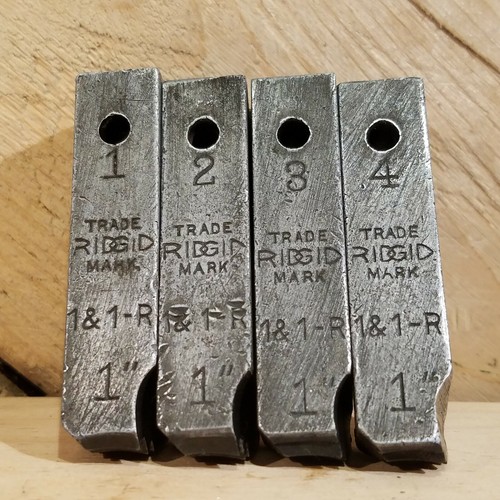 1
TRADE
RIDGID
MARK
1&1-R
1"
2
TRADE
RIDGID
MARK
1&1-R
1"
3
TRADE
RIDGID
MARK
1&1-R
1"
4
TRADE
RIDGID
MARK
1&1-R
1"